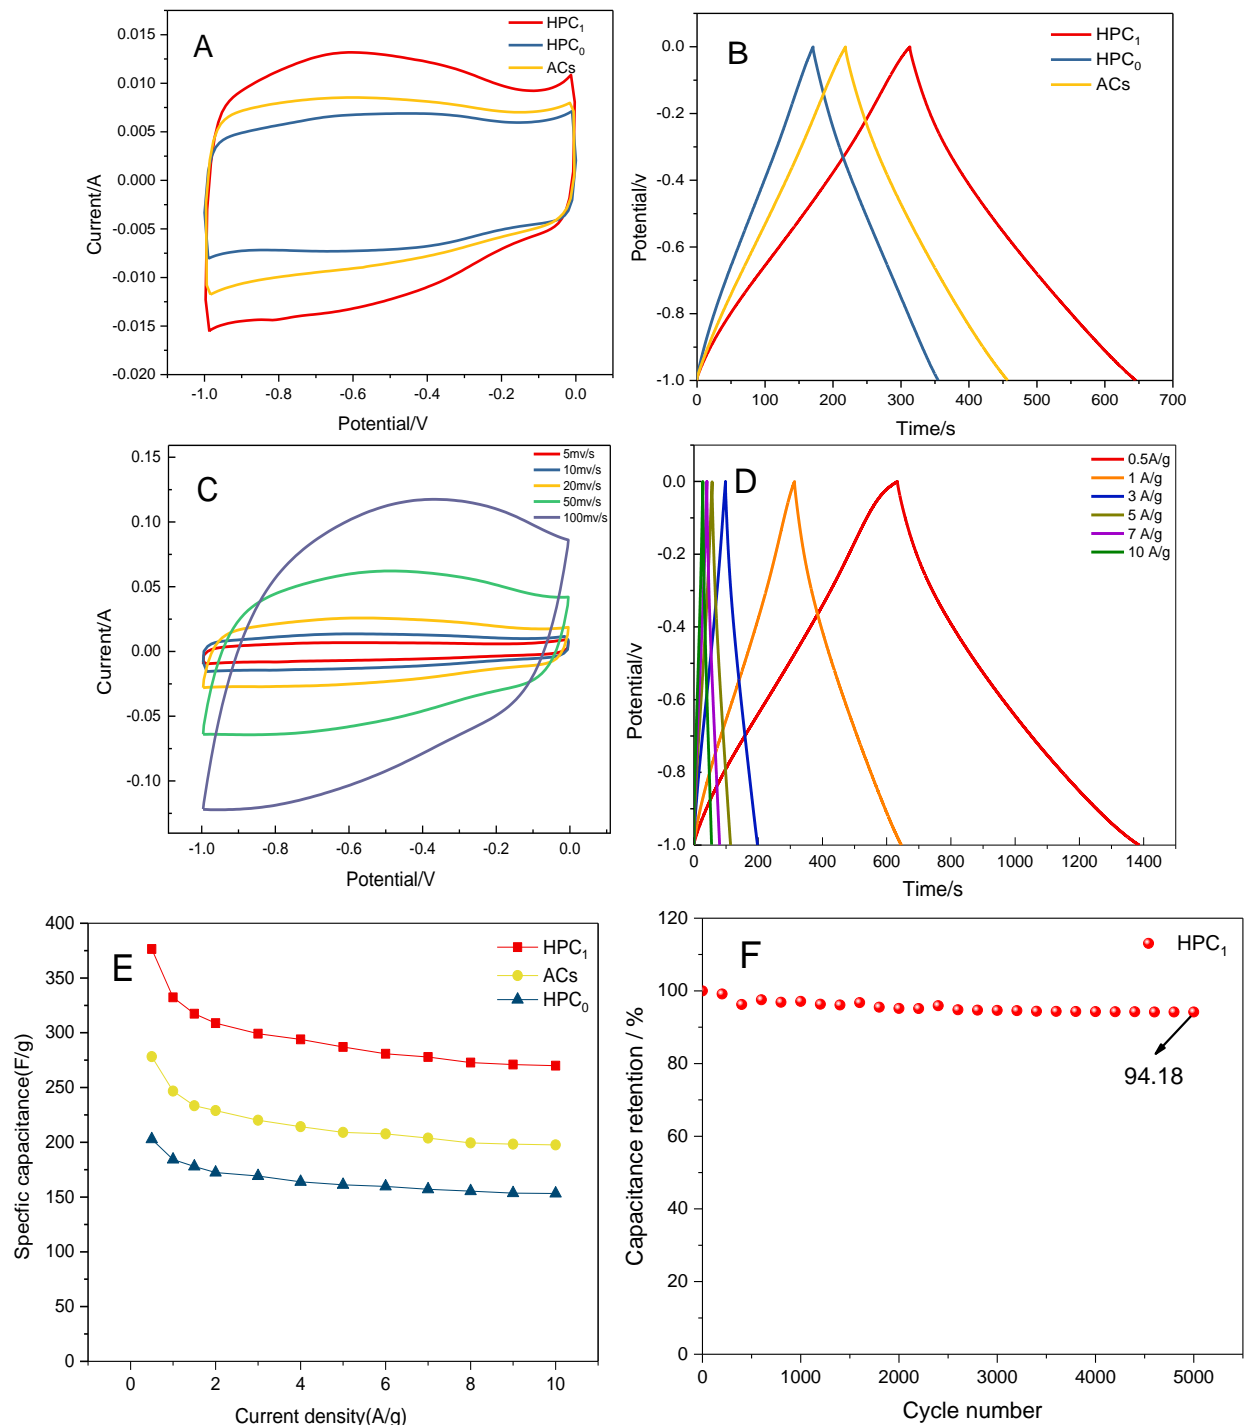 A
HPC₁
HPC₀
ACs
0.015
0.010
0.005
0.000
-0.005
-0.010
-0.015
-0.020
Current/A
-1.0 -0.8 -0.6 -0.4 -0.2 0.0
Potential/V
B
HPC₁
HPC₀
ACs
0.0
-0.2
-0.4
-0.6
-0.8
-1.0
Potential/v
0 100 200 300 400 500 600 700
Time/s
C
5mv/s
10mv/s
20mv/s
50mv/s
100mv/s
0.15
0.10
0.05
0.00
-0.05
-0.10
Current/A
-1.0 -0.8 -0.6 -0.4 -0.2 0.0
Potential/V
D
0.5A/g
1 A/g
3 A/g
5 A/g
7 A/g
10 A/g
0.0
-0.2
-0.4
-0.6
-0.8
-1.0
Potential/v
0 200 400 600 800 1000 1200 1400
Time/s
E
HPC₁
ACs
HPC₀
400
350
300
250
200
150
100
50
0
Specfic capacitance(F/g)
0 2 4 6 8 10
Current density(A/g)
F
HPC₁
120
100
80
60
40
20
0
Capacitance retention / %
94.18
0 1000 2000 3000 4000 5000
Cycle number